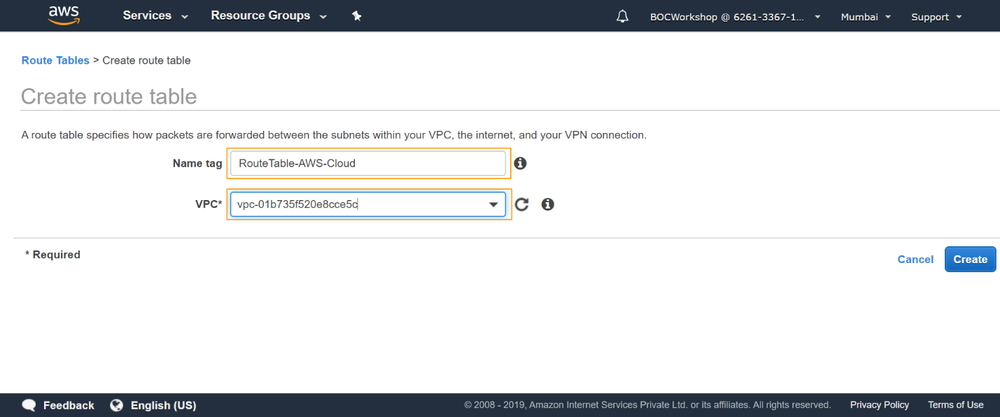 aws Services Resource Groups BOCWorkshop @ 6261-3367-1... Mumbai Support
Route Tables > Create route table
Create route table
A route table specifies how packets are forwarded between the subnets within your VPC, the internet, and your VPN connection.
Name tag RouteTable-AWS-Cloud
VPC* vpc-01b735f520e8cce5c
* Required
Cancel Create
Feedback English (US) © 2008 - 2019, Amazon Internet Services Private Ltd. or its affiliates. All rights reserved. Privacy Policy Terms of Use